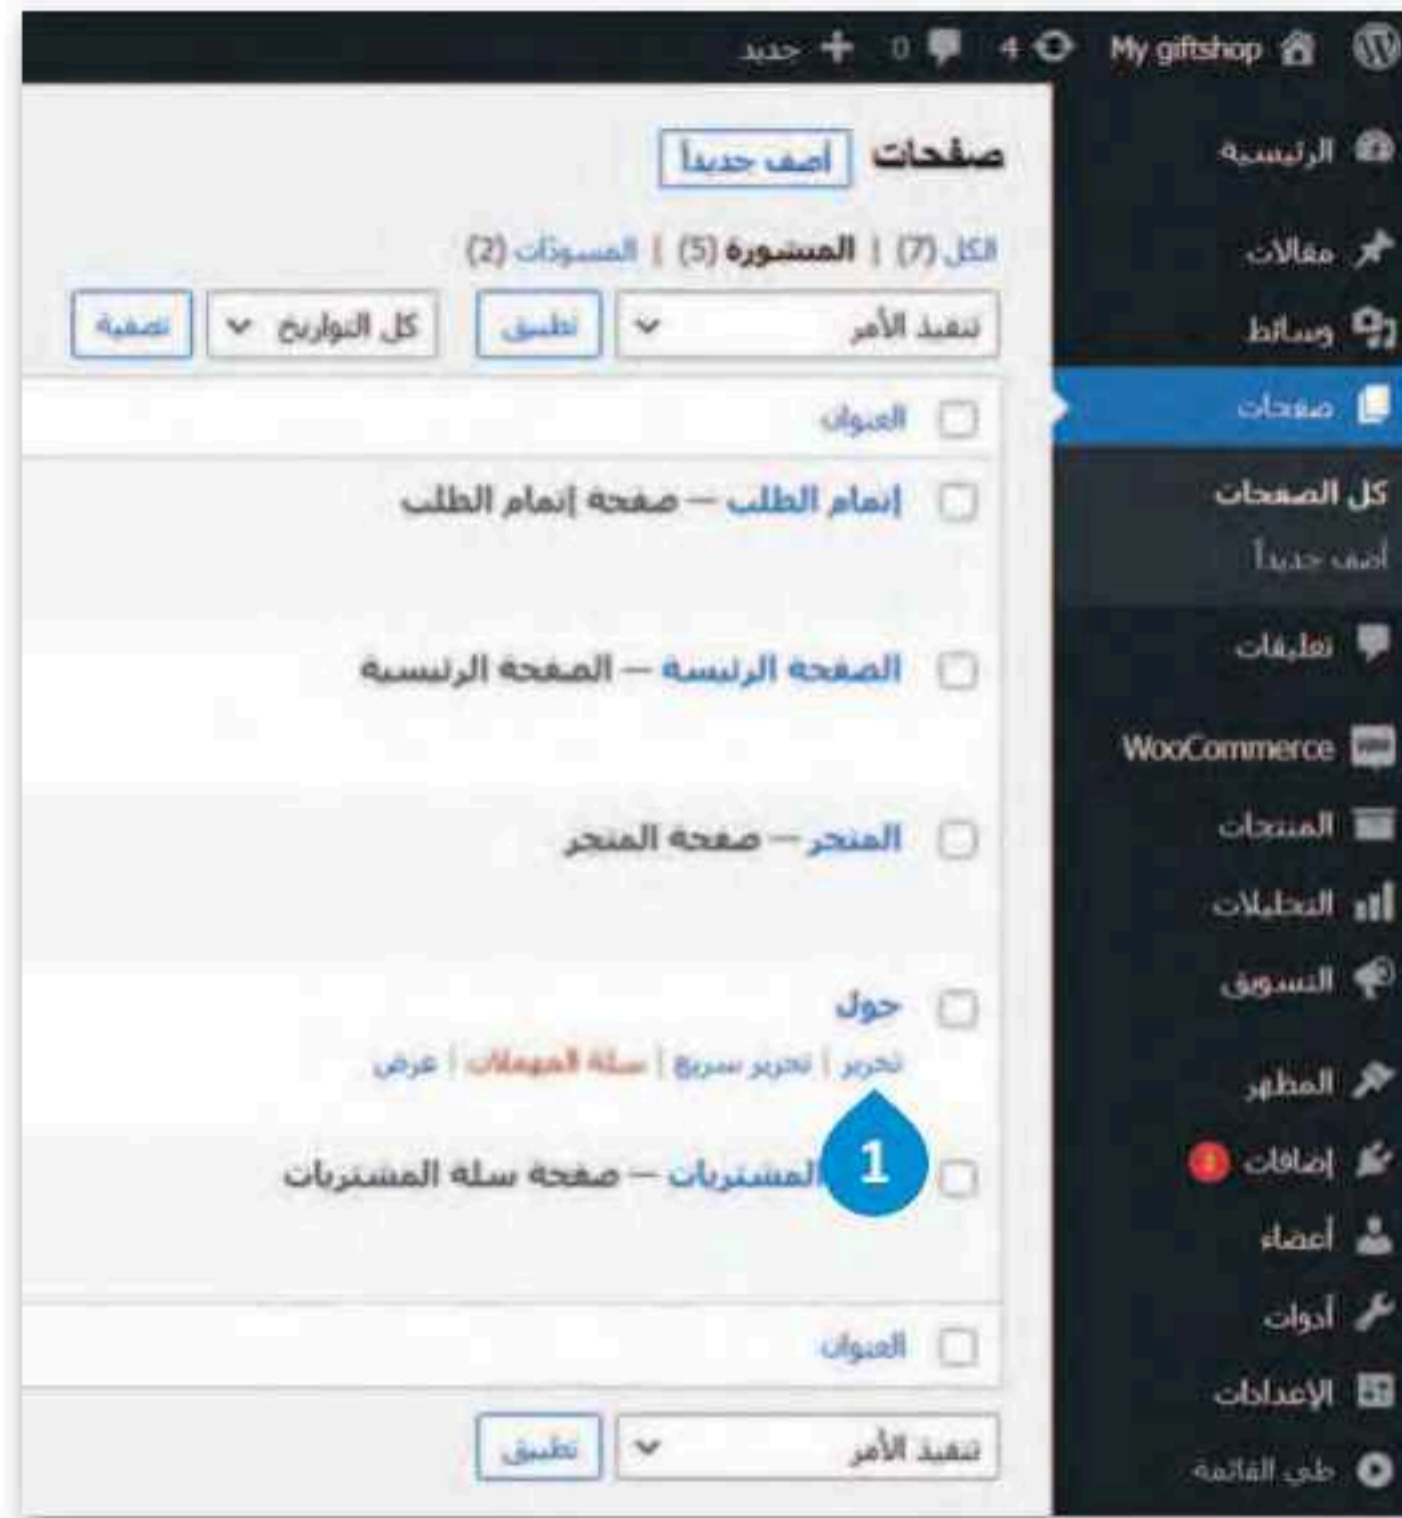 My giftshop 4 0 + جديد
الرئيسية
مقالات
وسائط
صفحات
كل الصفحات
أضف جديداً
تعليقات
WooCommerce
المنتجات
التحليلات
التسويق
المظهر
إضافات
أعضاء
أدوات
الإعدادات
طي القائمة
صفحات أضف جديداً
الكل (7) | المنشورة (5) | المسودّات (2)
تنفيذ الأمر تطبيق كل التواريخ تصفية
العنوان
إتمام الطلب — صفحة إتمام الطلب
الصفحة الرئيسة — الصفحة الرئيسية
المتجر — صفحة المتجر
حول
تحرير | تحرير سريع | سلة المهملات | عرض
1
المشتريات — صفحة سلة المشتريات
العنوان
تنفيذ الأمر تطبيق